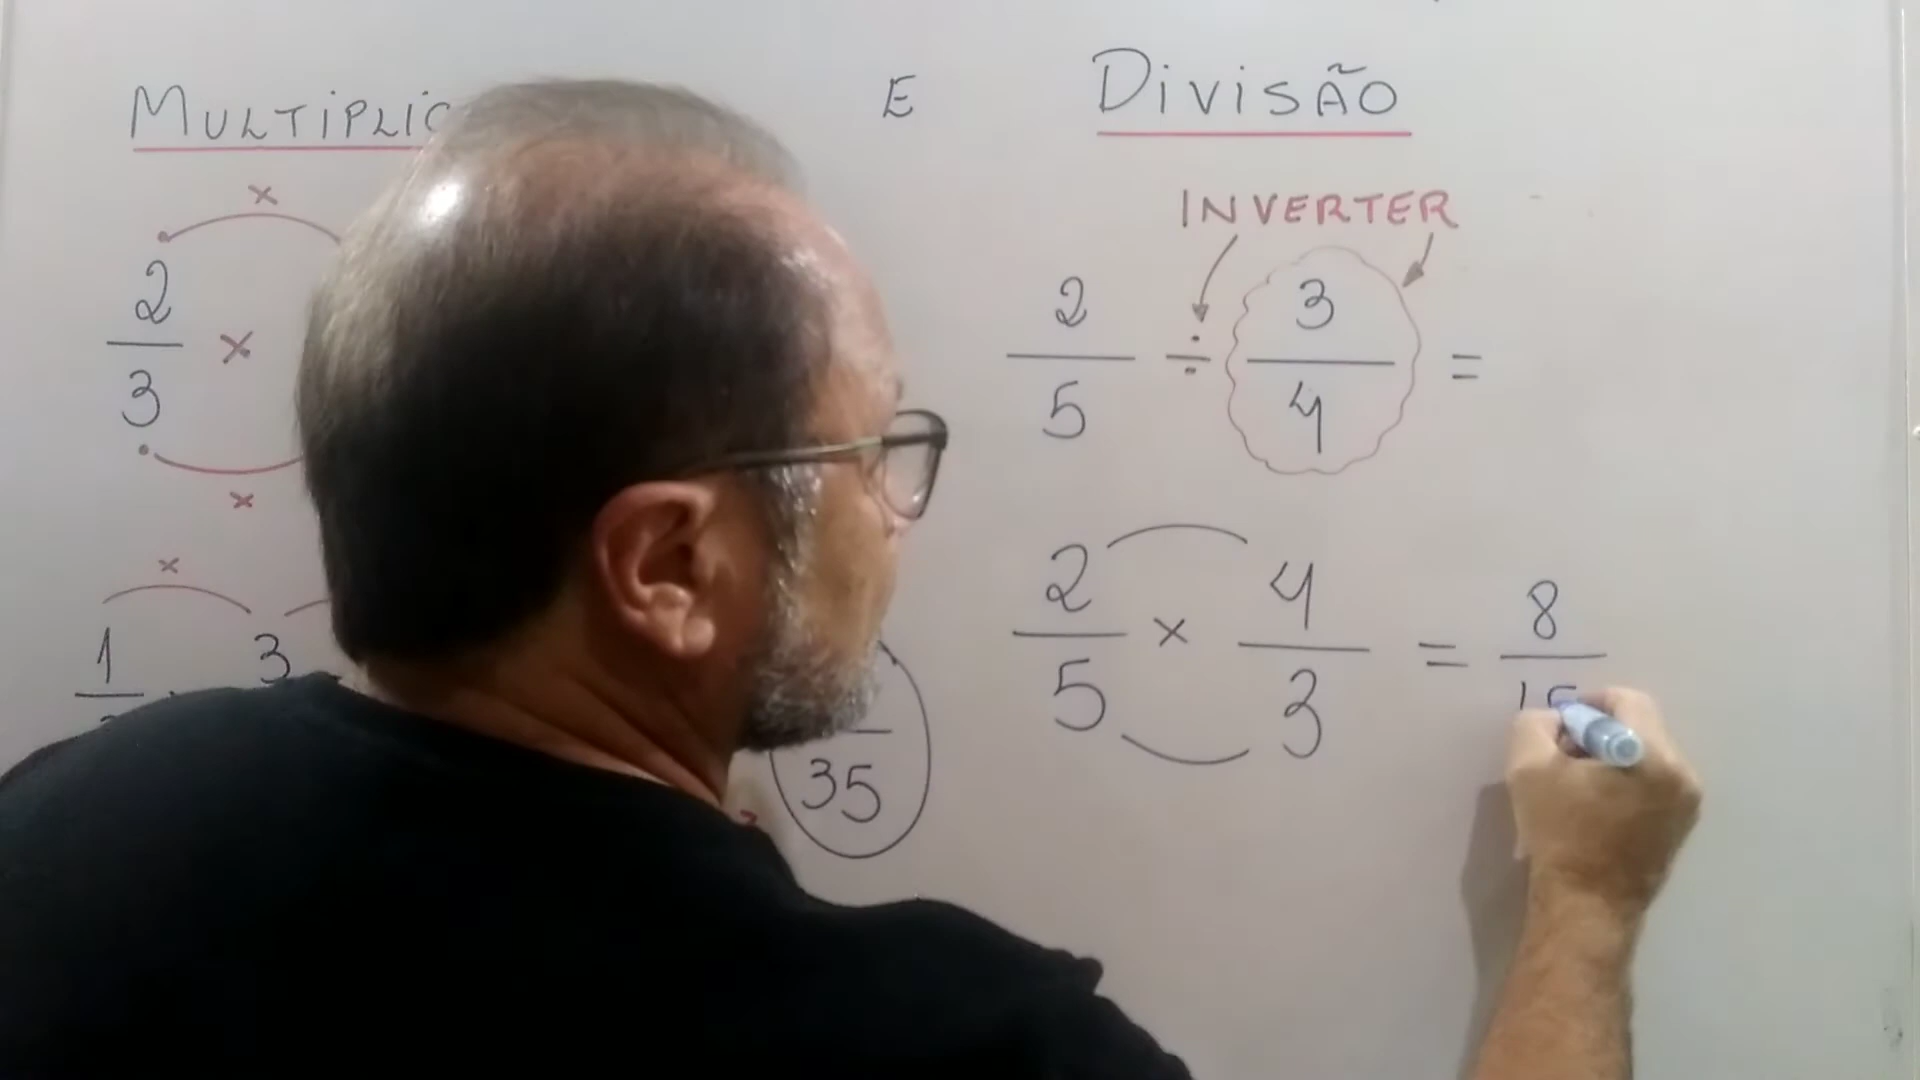 MULTIPLIC E DIVISÃO
×
INVERTER
2/3 ×
2/5 ÷ 3/4 =
×
×
1 3
2/5 × 4/3 = 8/15
35